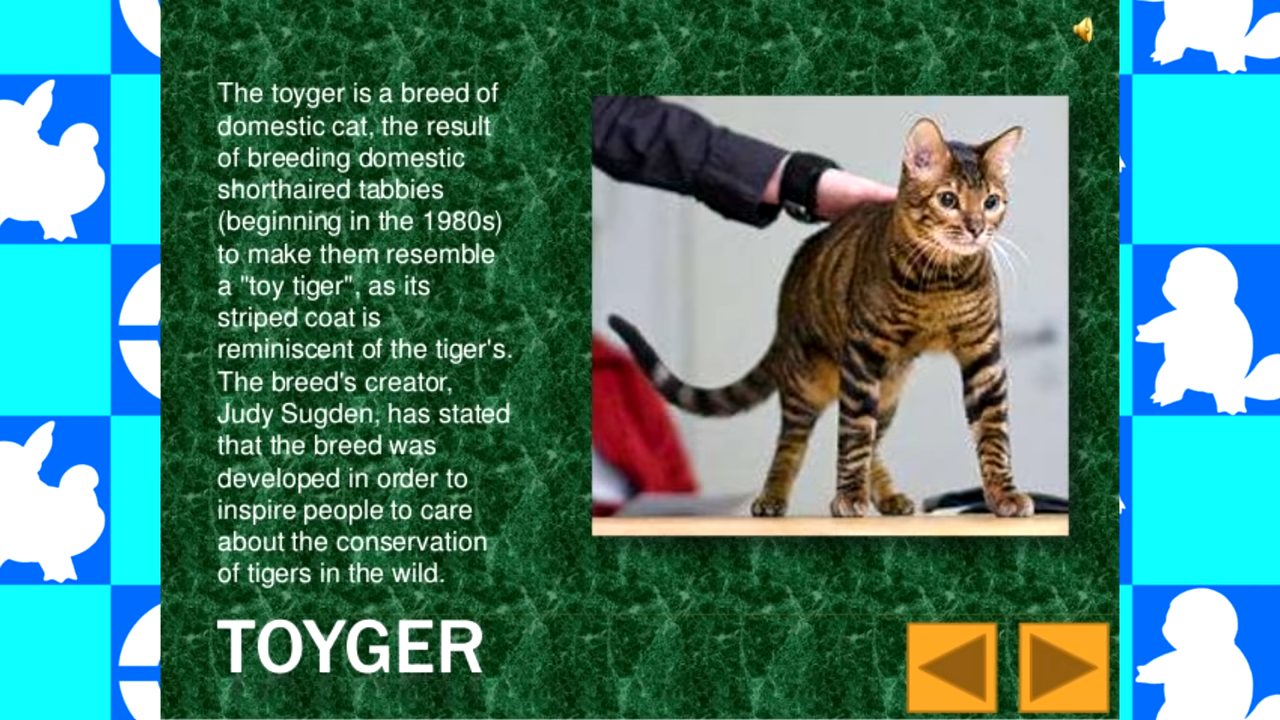 The toyger is a breed of
domestic cat, the result
of breeding domestic
shorthaired tabbies
(beginning in the 1980s)
to make them resemble
a "toy tiger", as its
striped coat is
reminiscent of the tiger's.
The breed's creator,
Judy Sugden, has stated
that the breed was
developed in order to
inspire people to care
about the conservation
of tigers in the wild.
TOYGER